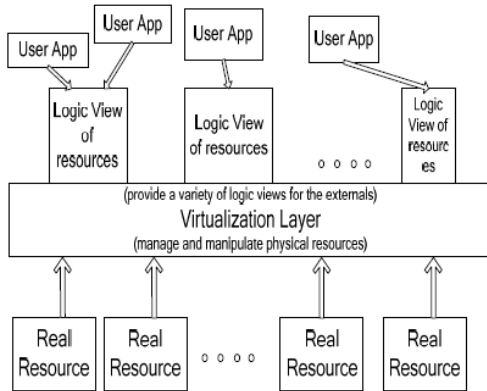 User App
User App
User App
User App
Logic View
of
resources
Logic View
of resources
Logic
View of
resourc
es
(provide a variety of logic views for the externals)
Virtualization Layer
(manage and manipulate physical resources)
Real
Resource
Real
Resource
Real
Resource
Real
Resource